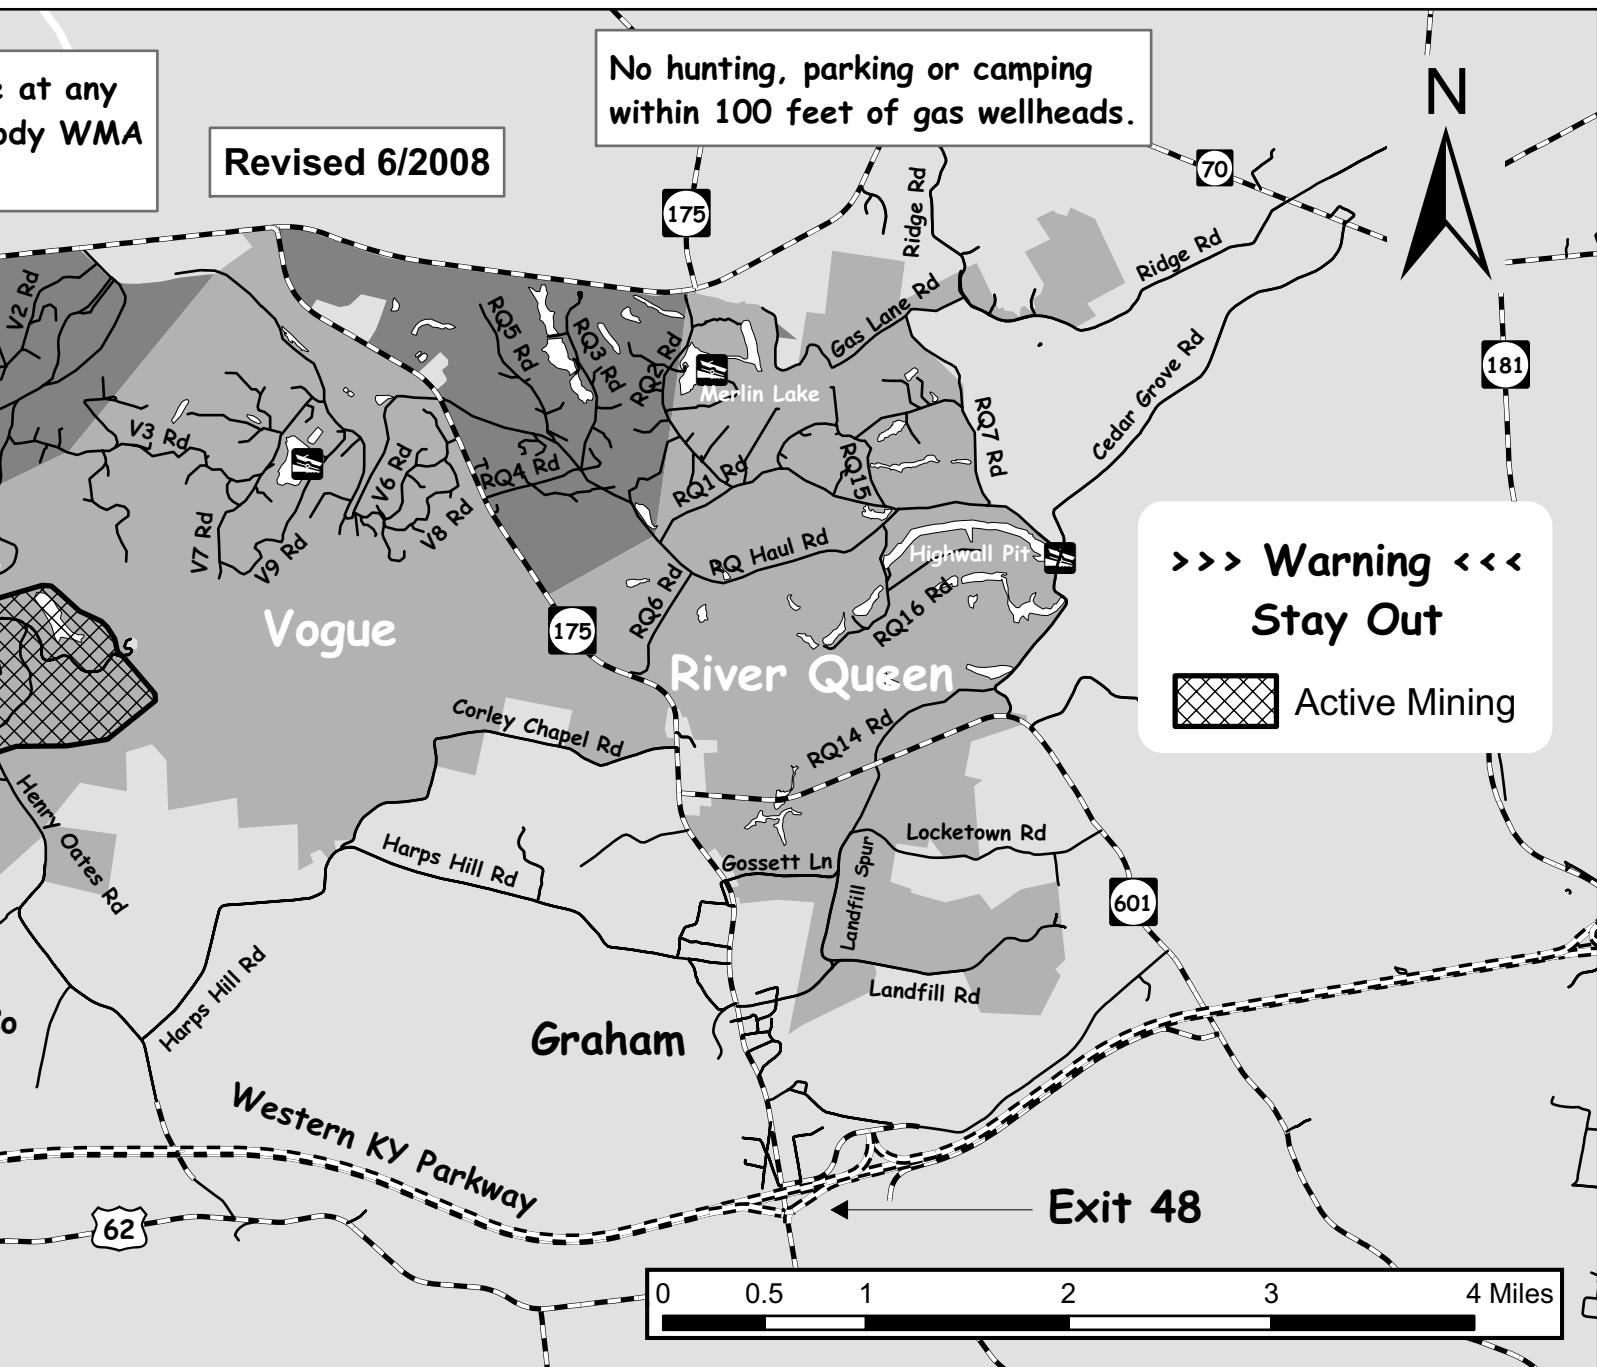 at any
ody WMA
Revised 6/2008
No hunting, parking or camping
within 100 feet of gas wellheads.
N
70
175
Ridge Rd
Ridge Rd
Gas Lane Rd
V2 Rd
RQ5 Rd
RQ3 Rd
RQ2 Rd
Merlin Lake
Cedar Grove Rd
181
RQ7 Rd
V3 Rd
V6 Rd
RQ4 Rd
RQ1 Rd
RQ15
V7 Rd
V9 Rd
V8 Rd
RQ Haul Rd
Highwall Pit
>>> Warning <<<
Stay Out
Active Mining
RQ6 Rd
RQ16 Rd
Vogue
175
River Queen
Corley Chapel Rd
RQ14 Rd
Henry Oates Rd
Harps Hill Rd
Gossett Ln
Locketown Rd
Landfill Spur
601
Harps Hill Rd
Landfill Rd
Graham
Western KY Parkway
Exit 48
62
0 0.5 1 2 3 4 Miles